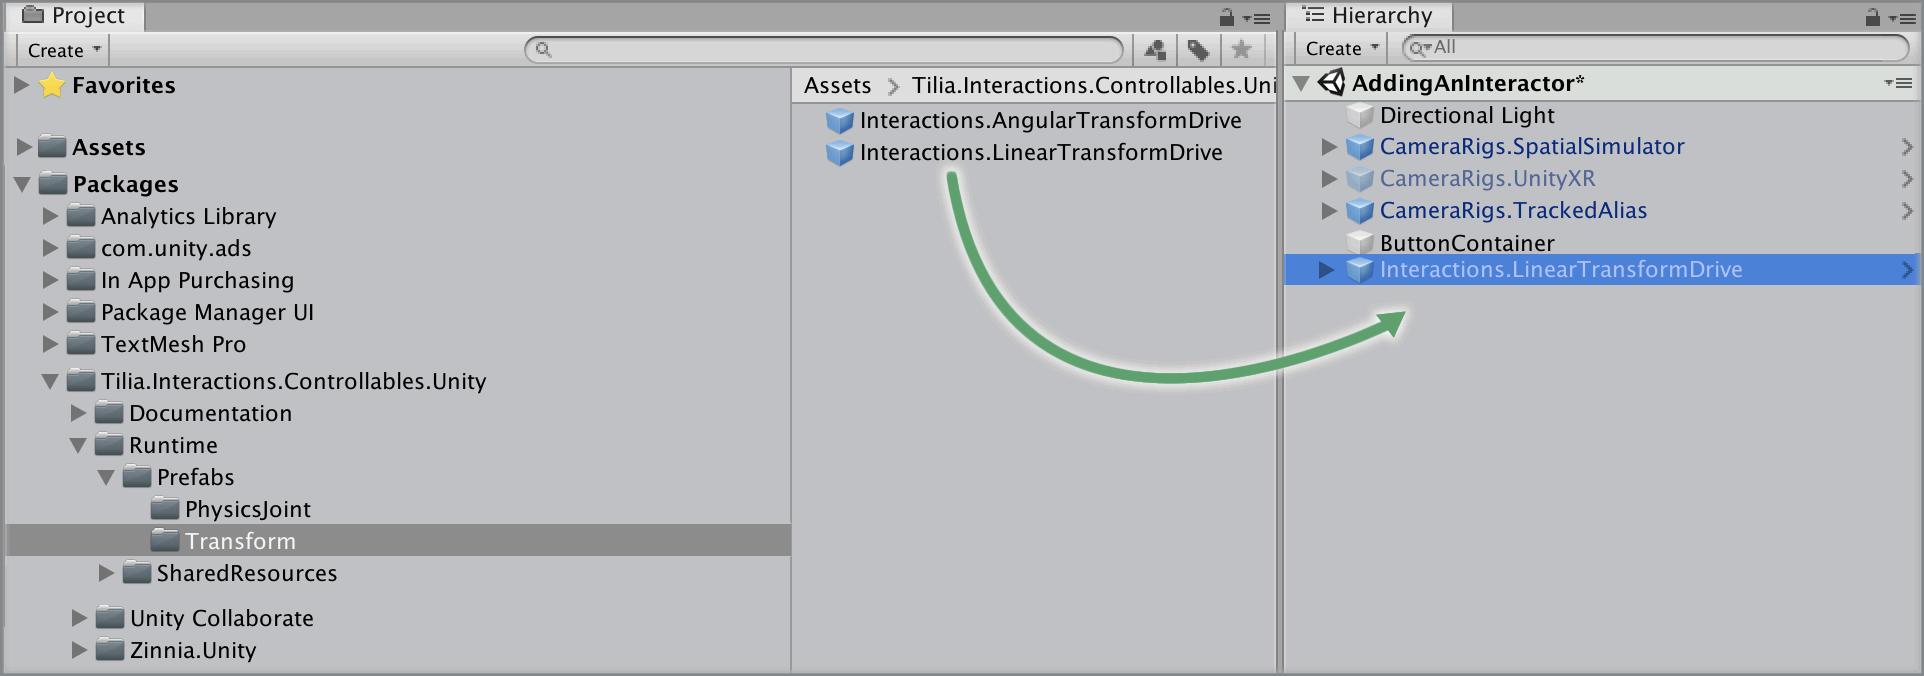 Project
Create
Favorites
Assets
Packages
Analytics Library
com.unity.ads
In App Purchasing
Package Manager UI
TextMesh Pro
Tilia.Interactions.Controllables.Unity
Documentation
Runtime
Prefabs
PhysicsJoint
Transform
SharedResources
Unity Collaborate
Zinnia.Unity
Assets > Tilia.Interactions.Controllables.Uni
Interactions.AngularTransformDrive
Interactions.LinearTransformDrive
Hierarchy
Create
All
AddingAnInteractor*
Directional Light
CameraRigs.SpatialSimulator
CameraRigs.UnityXR
CameraRigs.TrackedAlias
ButtonContainer
Interactions.LinearTransformDrive